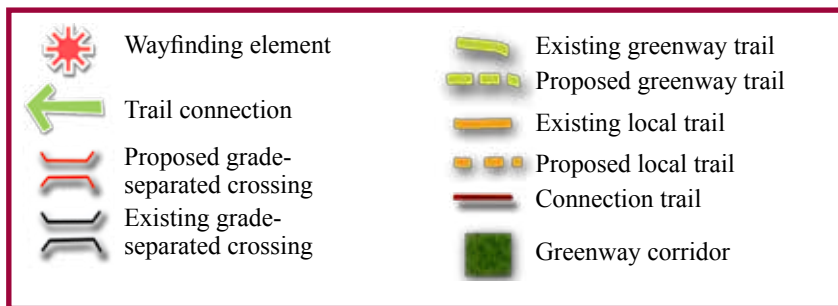 Wayfinding element
Trail connection
Proposed grade-
separated crossing
Existing grade-
separated crossing
Existing greenway trail
Proposed greenway trail
Existing local trail
Proposed local trail
Connection trail
Greenway corridor